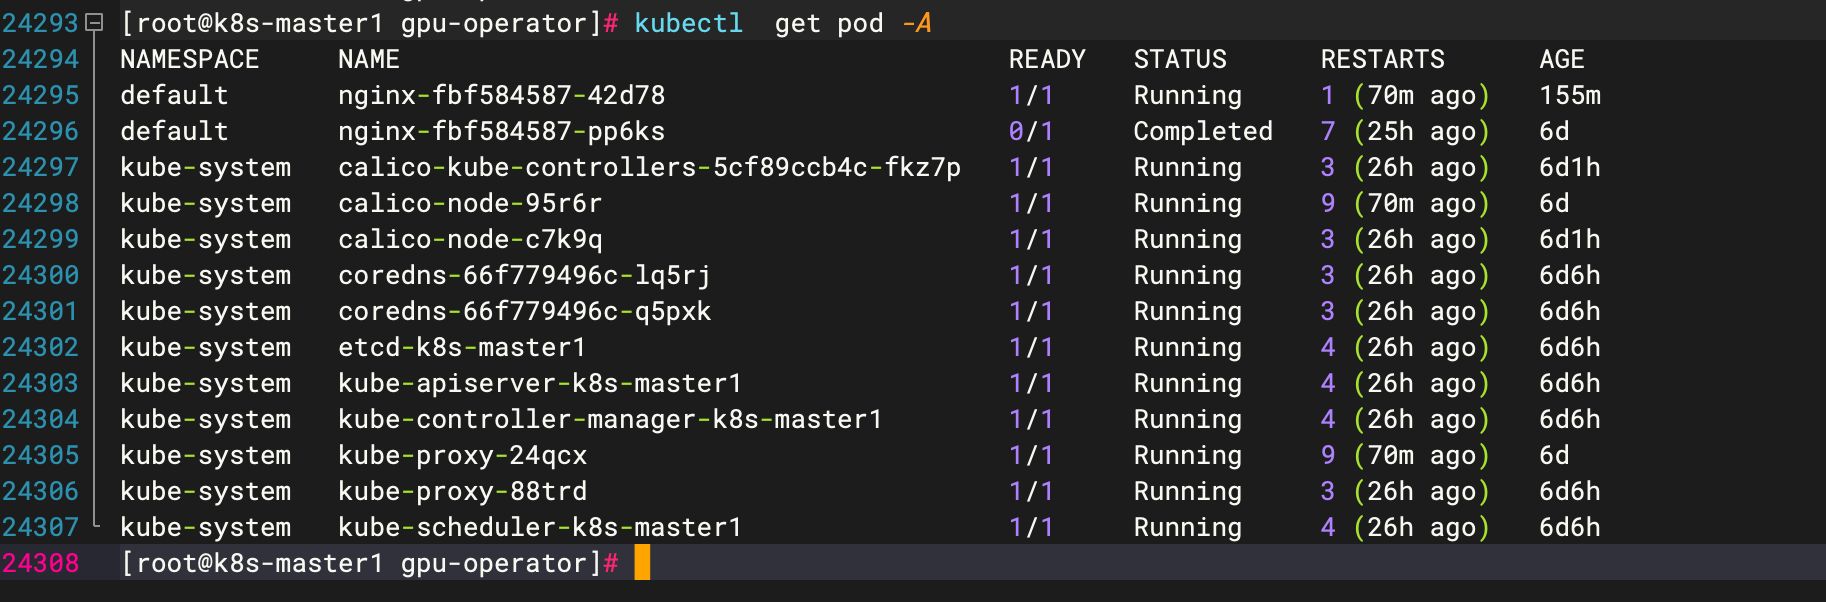 24293 [root@k8s-master1 gpu-operator]# kubectl  get pod -A
24294 NAMESPACE     NAME                                       READY   STATUS      RESTARTS      AGE
24295 default       nginx-fbf584587-42d78                      1/1     Running     1 (70m ago)   155m
24296 default       nginx-fbf584587-pp6ks                      0/1     Completed   7 (25h ago)   6d
24297 kube-system   calico-kube-controllers-5cf89ccb4c-fkz7p   1/1     Running     3 (26h ago)   6d1h
24298 kube-system   calico-node-95r6r                          1/1     Running     9 (70m ago)   6d
24299 kube-system   calico-node-c7k9q                          1/1     Running     3 (26h ago)   6d1h
24300 kube-system   coredns-66f779496c-lq5rj                   1/1     Running     3 (26h ago)   6d6h
24301 kube-system   coredns-66f779496c-q5pxk                   1/1     Running     3 (26h ago)   6d6h
24302 kube-system   etcd-k8s-master1                           1/1     Running     4 (26h ago)   6d6h
24303 kube-system   kube-apiserver-k8s-master1                 1/1     Running     4 (26h ago)   6d6h
24304 kube-system   kube-controller-manager-k8s-master1        1/1     Running     4 (26h ago)   6d6h
24305 kube-system   kube-proxy-24qcx                           1/1     Running     9 (70m ago)   6d
24306 kube-system   kube-proxy-88trd                           1/1     Running     3 (26h ago)   6d6h
24307 kube-system   kube-scheduler-k8s-master1                 1/1     Running     4 (26h ago)   6d6h
24308 [root@k8s-master1 gpu-operator]#